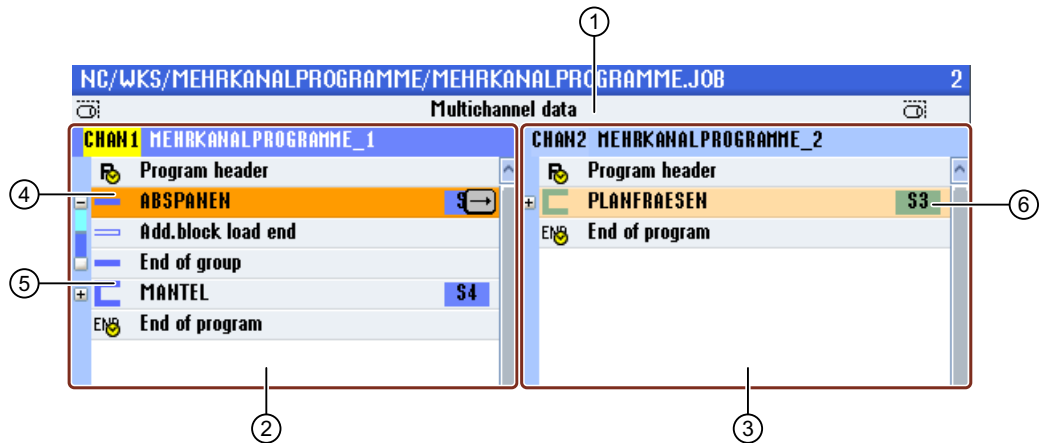 1
NC/WKS/MEHRKANALPROGRAMME/MEHRKANALPROGRAMME.JOB 2
Multichannel data
CHAN1 MEHRKANALPROGRAMME_1
Program header
4
ABSPANEN S
Add.block load end
End of group
5
MANTEL S4
END End of program
2
CHAN2 MEHRKANALPROGRAMME_2
P Program header
PLANFRAESEN S3
6
END End of program
3